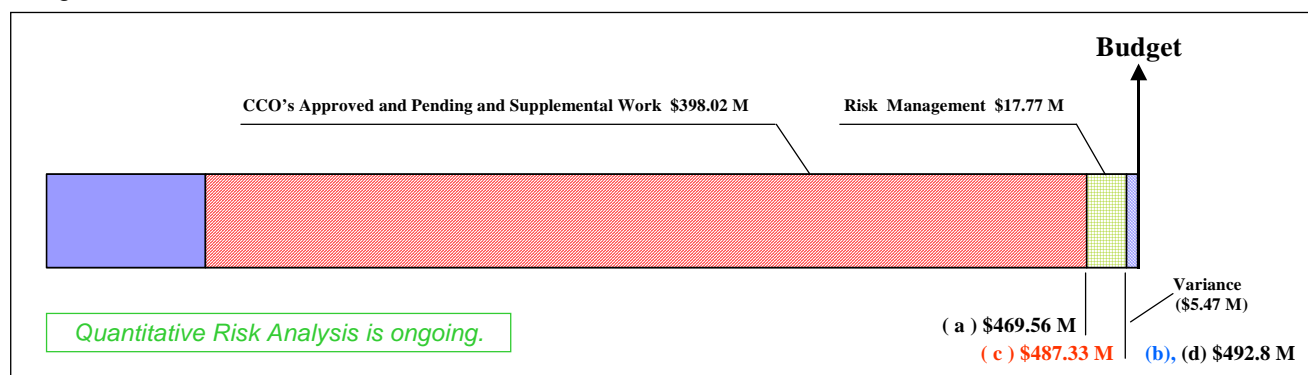 Budget
CCO's Approved and Pending and Supplemental Work $398.02 M
Risk Management $17.77 M
Variance
($5.47 M)
Quantitative Risk Analysis is ongoing.
( a ) $469.56 M
( c ) $487.33 M
(b), (d) $492.8 M